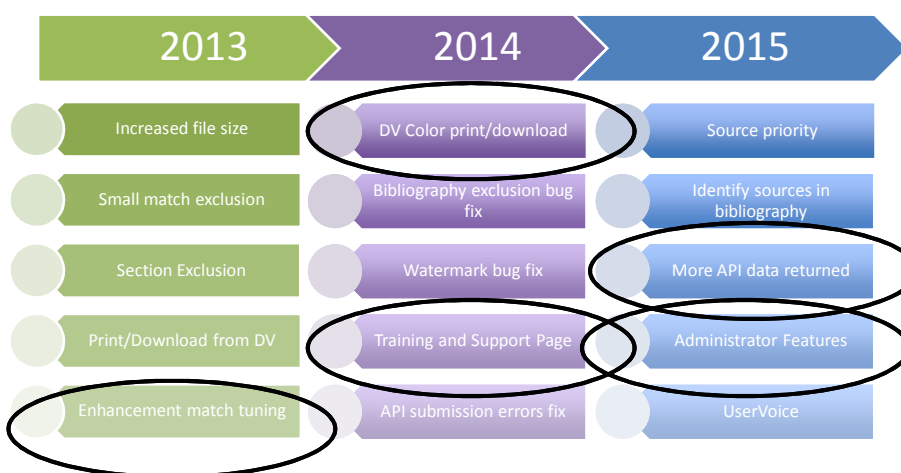 2013
2014
2015
Increased file size
DV Color print/download
Source priority
Small match exclusion
Bibliography exclusion bug
fix
Identify sources in
bibliography
Section Exclusion
Watermark bug fix
More API data returned
Print/Download from DV
Training and Support Page
Administrator Features
Enhancement match tuning
API submission errors fix
UserVoice